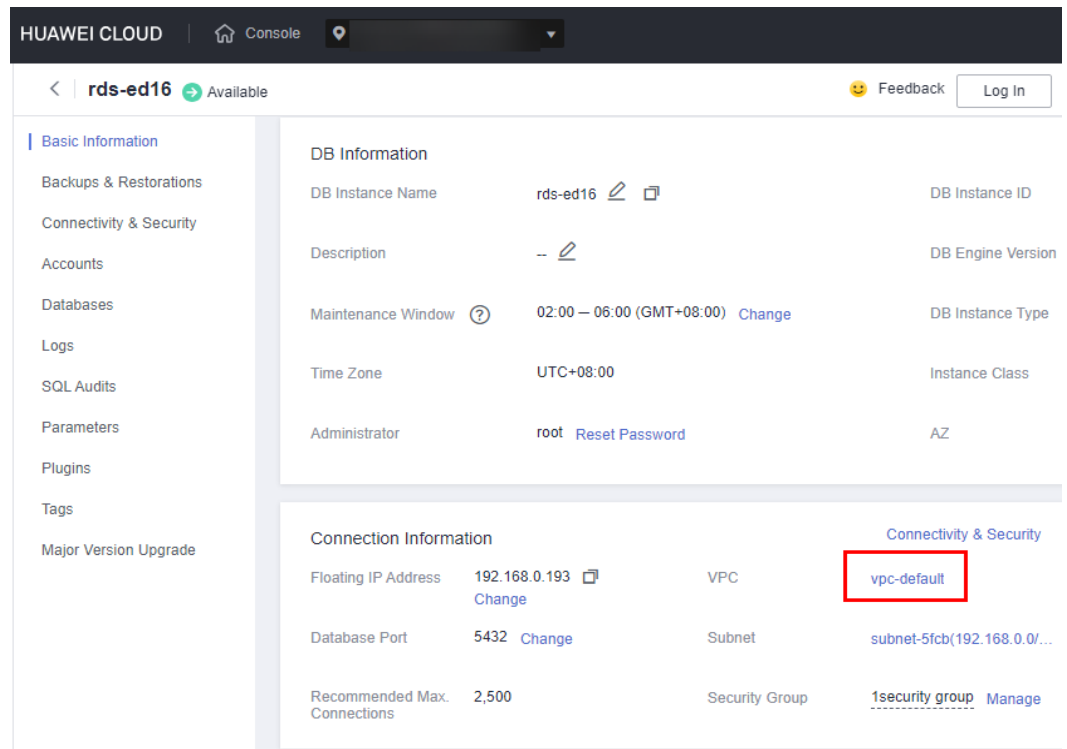 HUAWEI CLOUD Console
rds-ed16 Available Feedback Log In
Basic Information
Backups & Restorations
Connectivity & Security
Accounts
Databases
Logs
SQL Audits
Parameters
Plugins
Tags
Major Version Upgrade
DB Information
DB Instance Name rds-ed16 DB Instance ID
Description -- DB Engine Version
Maintenance Window ? 02:00 — 06:00 (GMT+08:00) Change DB Instance Type
Time Zone UTC+08:00 Instance Class
Administrator root Reset Password AZ
Connection Information Connectivity & Security
Floating IP Address 192.168.0.193 VPC vpc-default
Change
Database Port 5432 Change Subnet subnet-5fcb(192.168.0.0/...
Recommended Max. 2,500 Security Group 1security group Manage
Connections